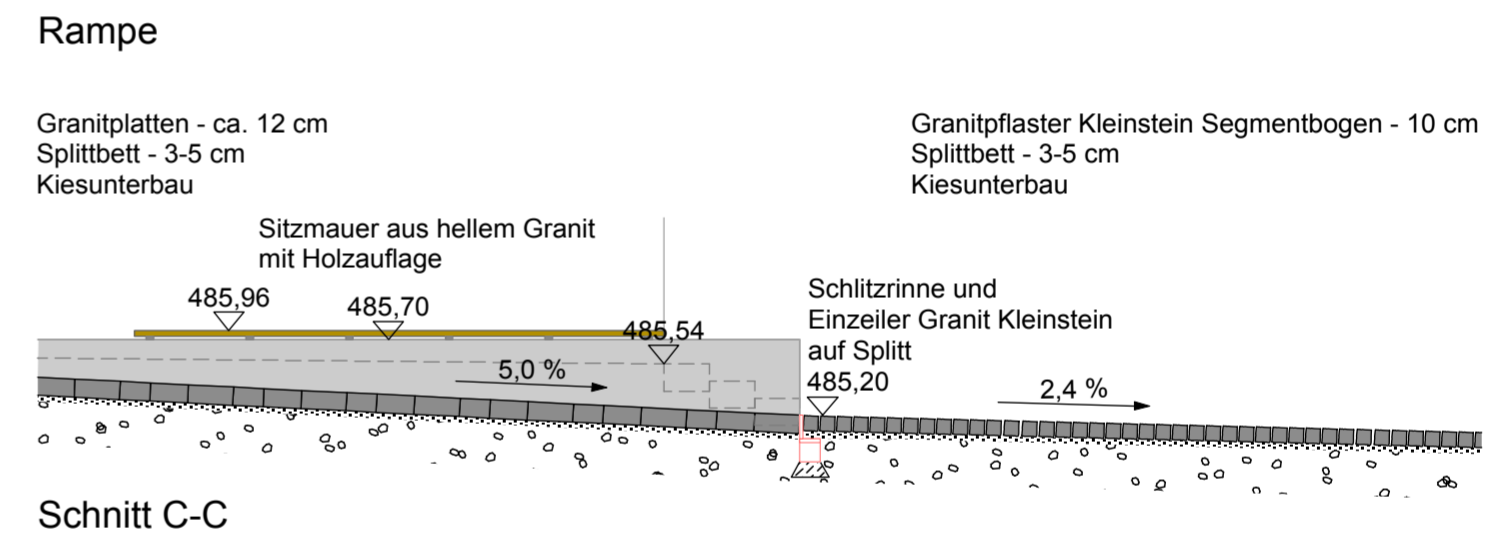 Rampe
Granitplatten - ca. 12 cm
Splittbett - 3-5 cm
Kiesunterbau
Granitpflaster Kleinstein Segmentbogen - 10 cm
Splittbett - 3-5 cm
Kiesunterbau
Sitzmauer aus hellem Granit
mit Holzauflage
485,96
485,70
485,54
5,0 %
Schlitzrinne und
Einzeiler Granit Kleinstein
auf Splitt
485,20
2,4 %
Schnitt C-C